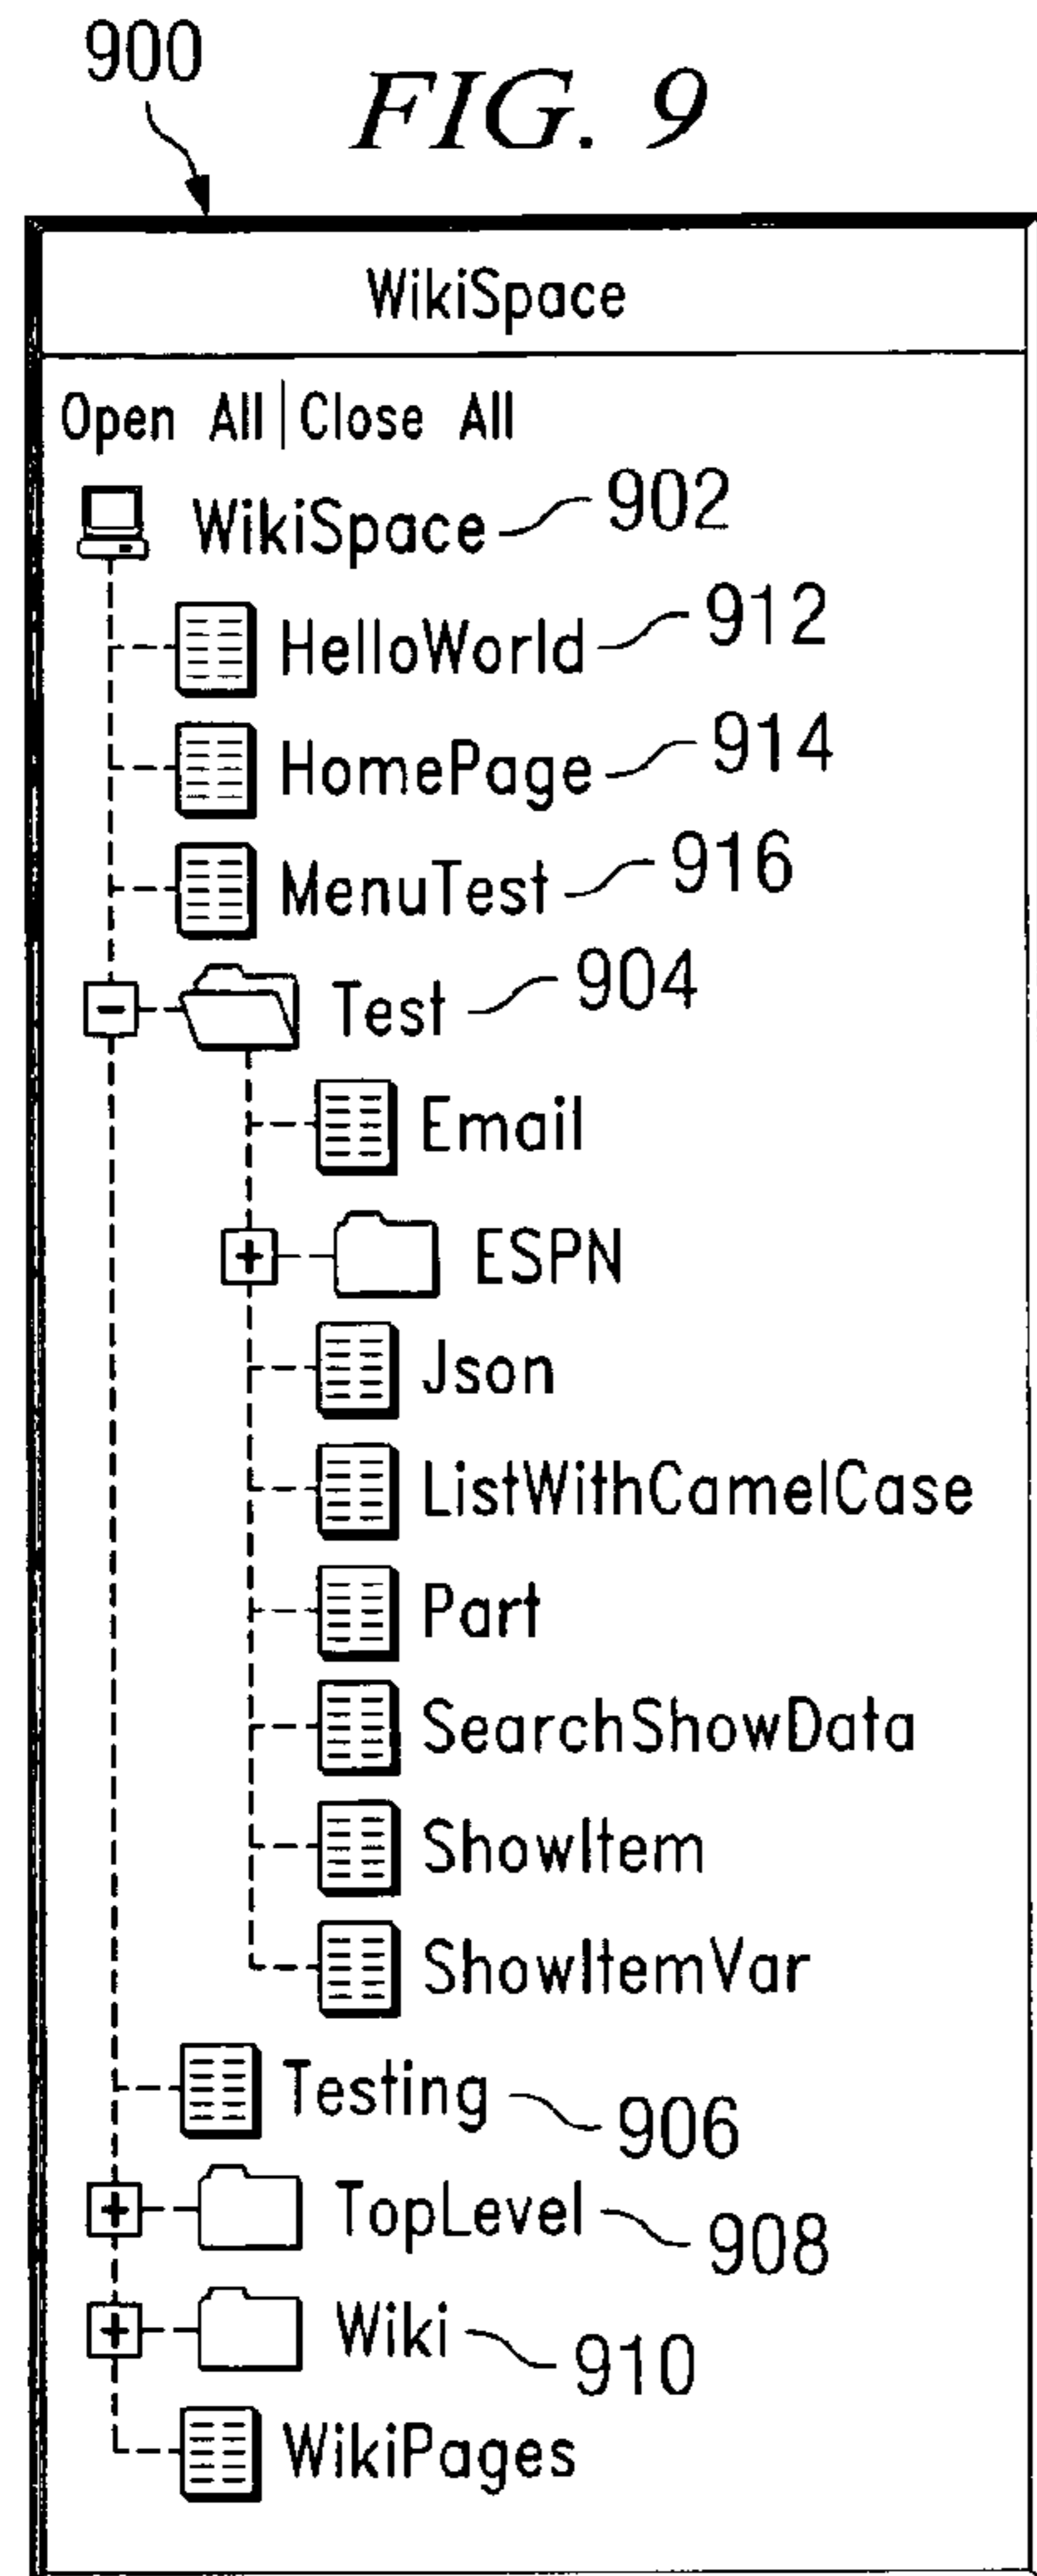 900
FIG. 9
WikiSpace
Open All | Close All
WikiSpace 902
HelloWorld 912
HomePage 914
MenuTest 916
- Test 904
Email
+ ESPN
Json
ListWithCamelCase
Part
SearchShowData
ShowItem
ShowItemVar
Testing 906
+ TopLevel 908
+ Wiki 910
WikiPages